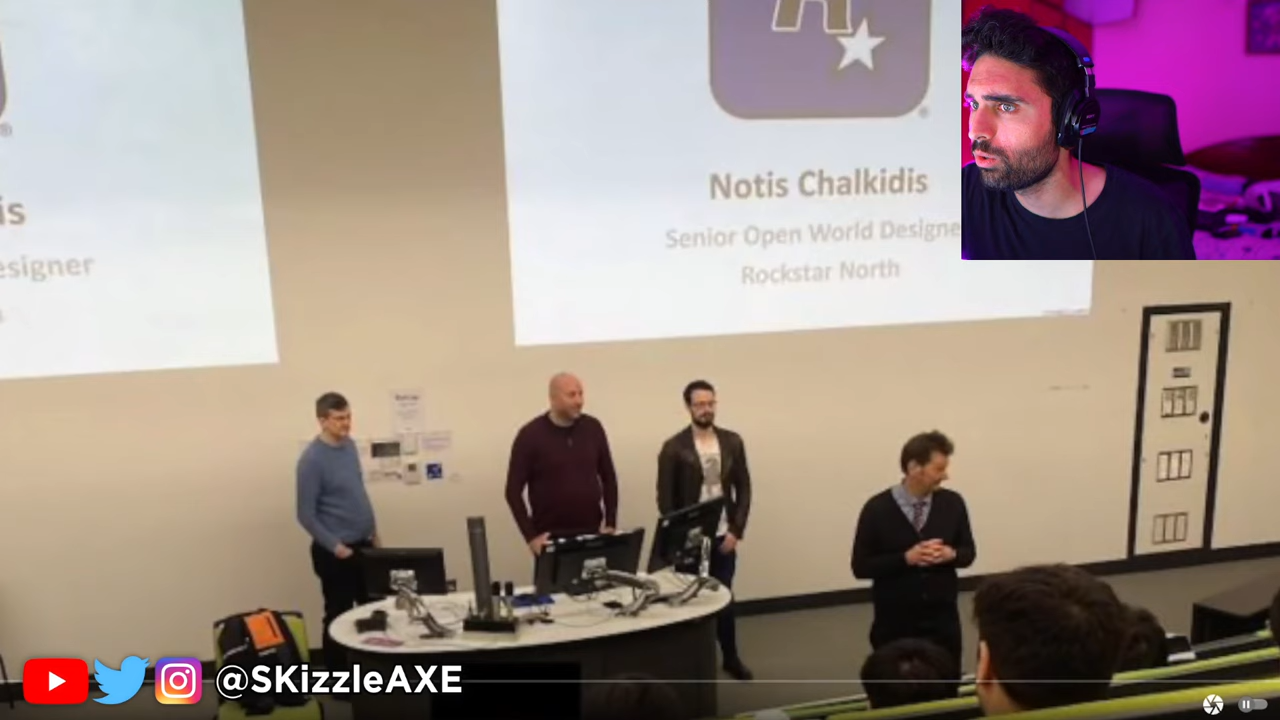 R
®
®
is
Notis Chalkidis
esigner
Senior Open World Designe
Rockstar North
@SKizzleAXE